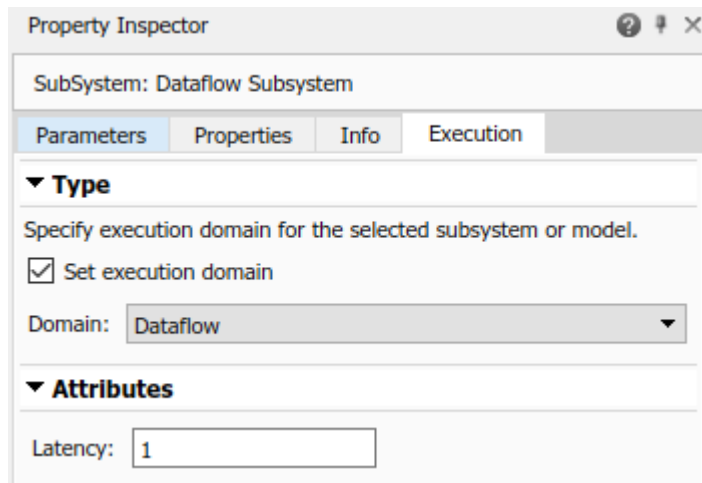 Property Inspector
SubSystem: Dataflow Subsystem
Parameters Properties Info Execution
Type
Specify execution domain for the selected subsystem or model.
Set execution domain
Domain: Dataflow
Attributes
Latency: 1